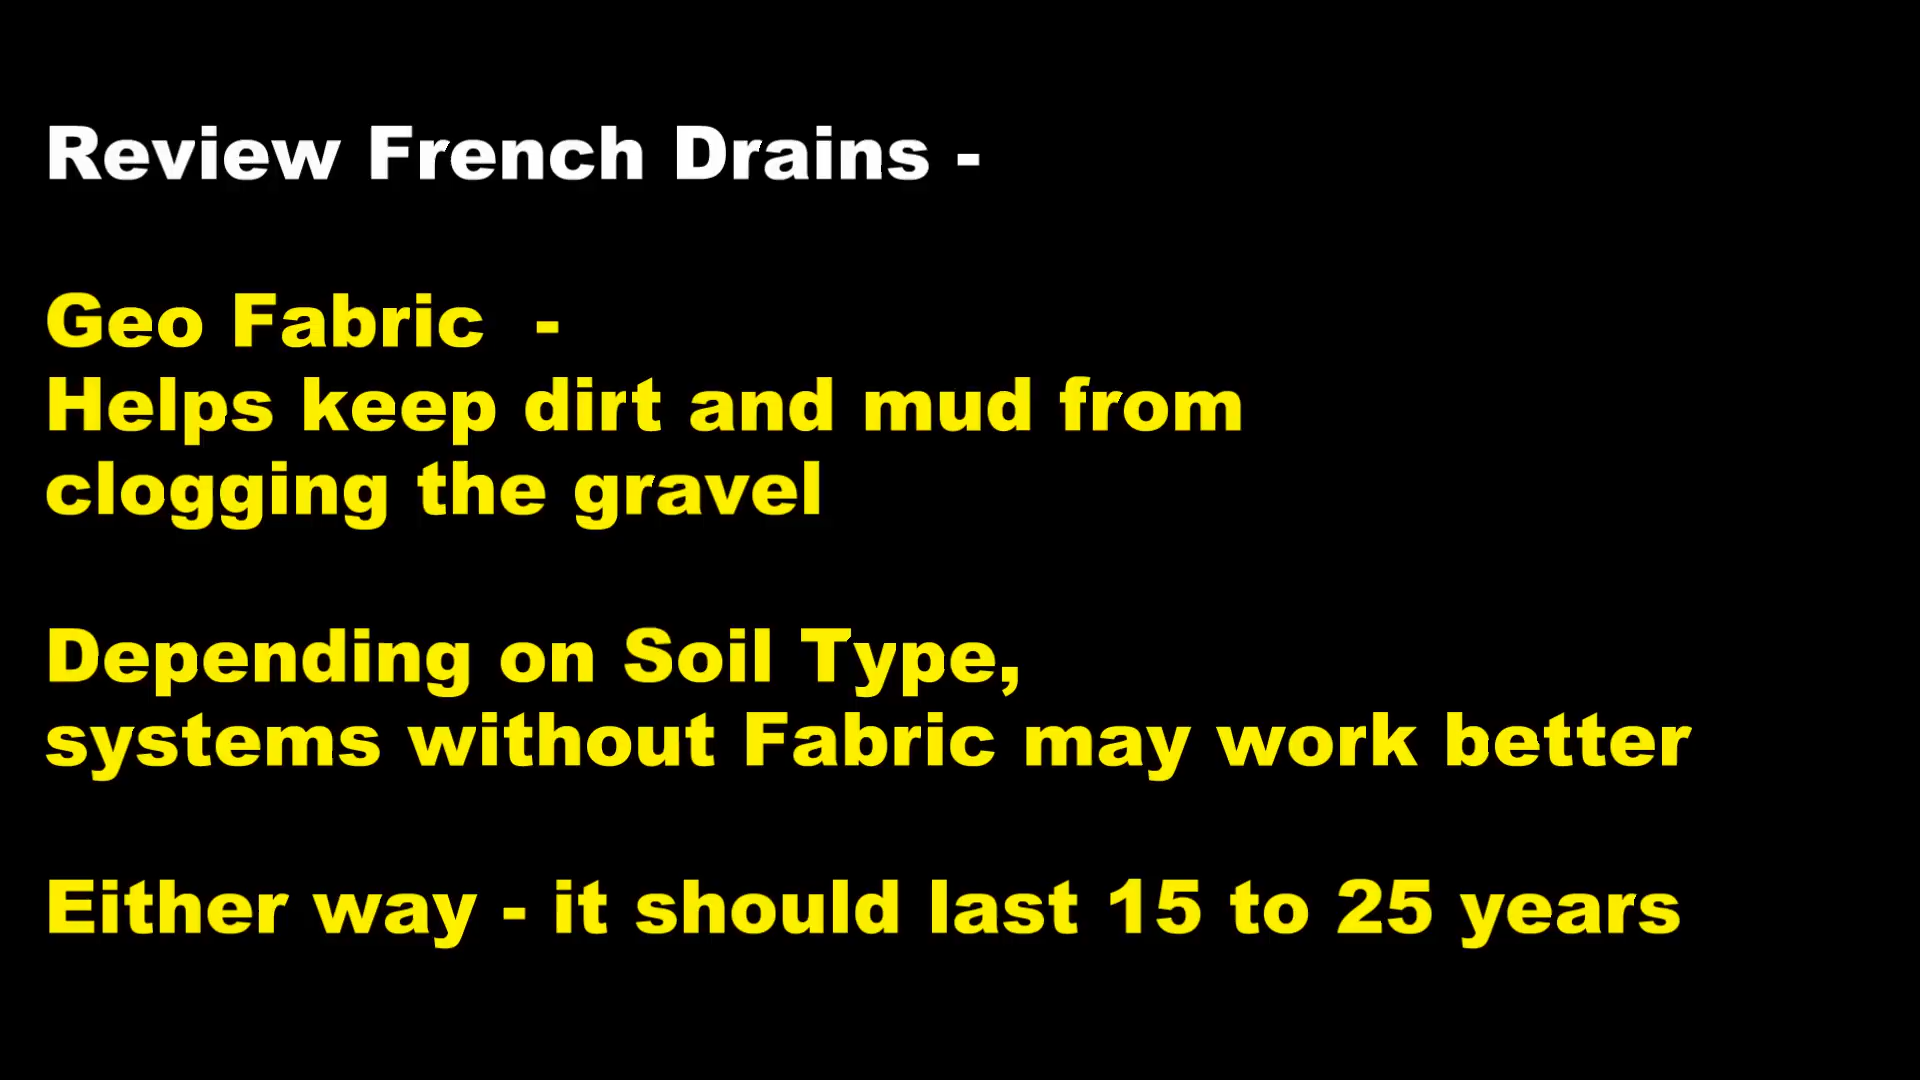 Review French Drains -
Geo Fabric  -
Helps keep dirt and mud from
clogging the gravel
Depending on Soil Type,
systems without Fabric may work better
Either way - it should last 15 to 25 years